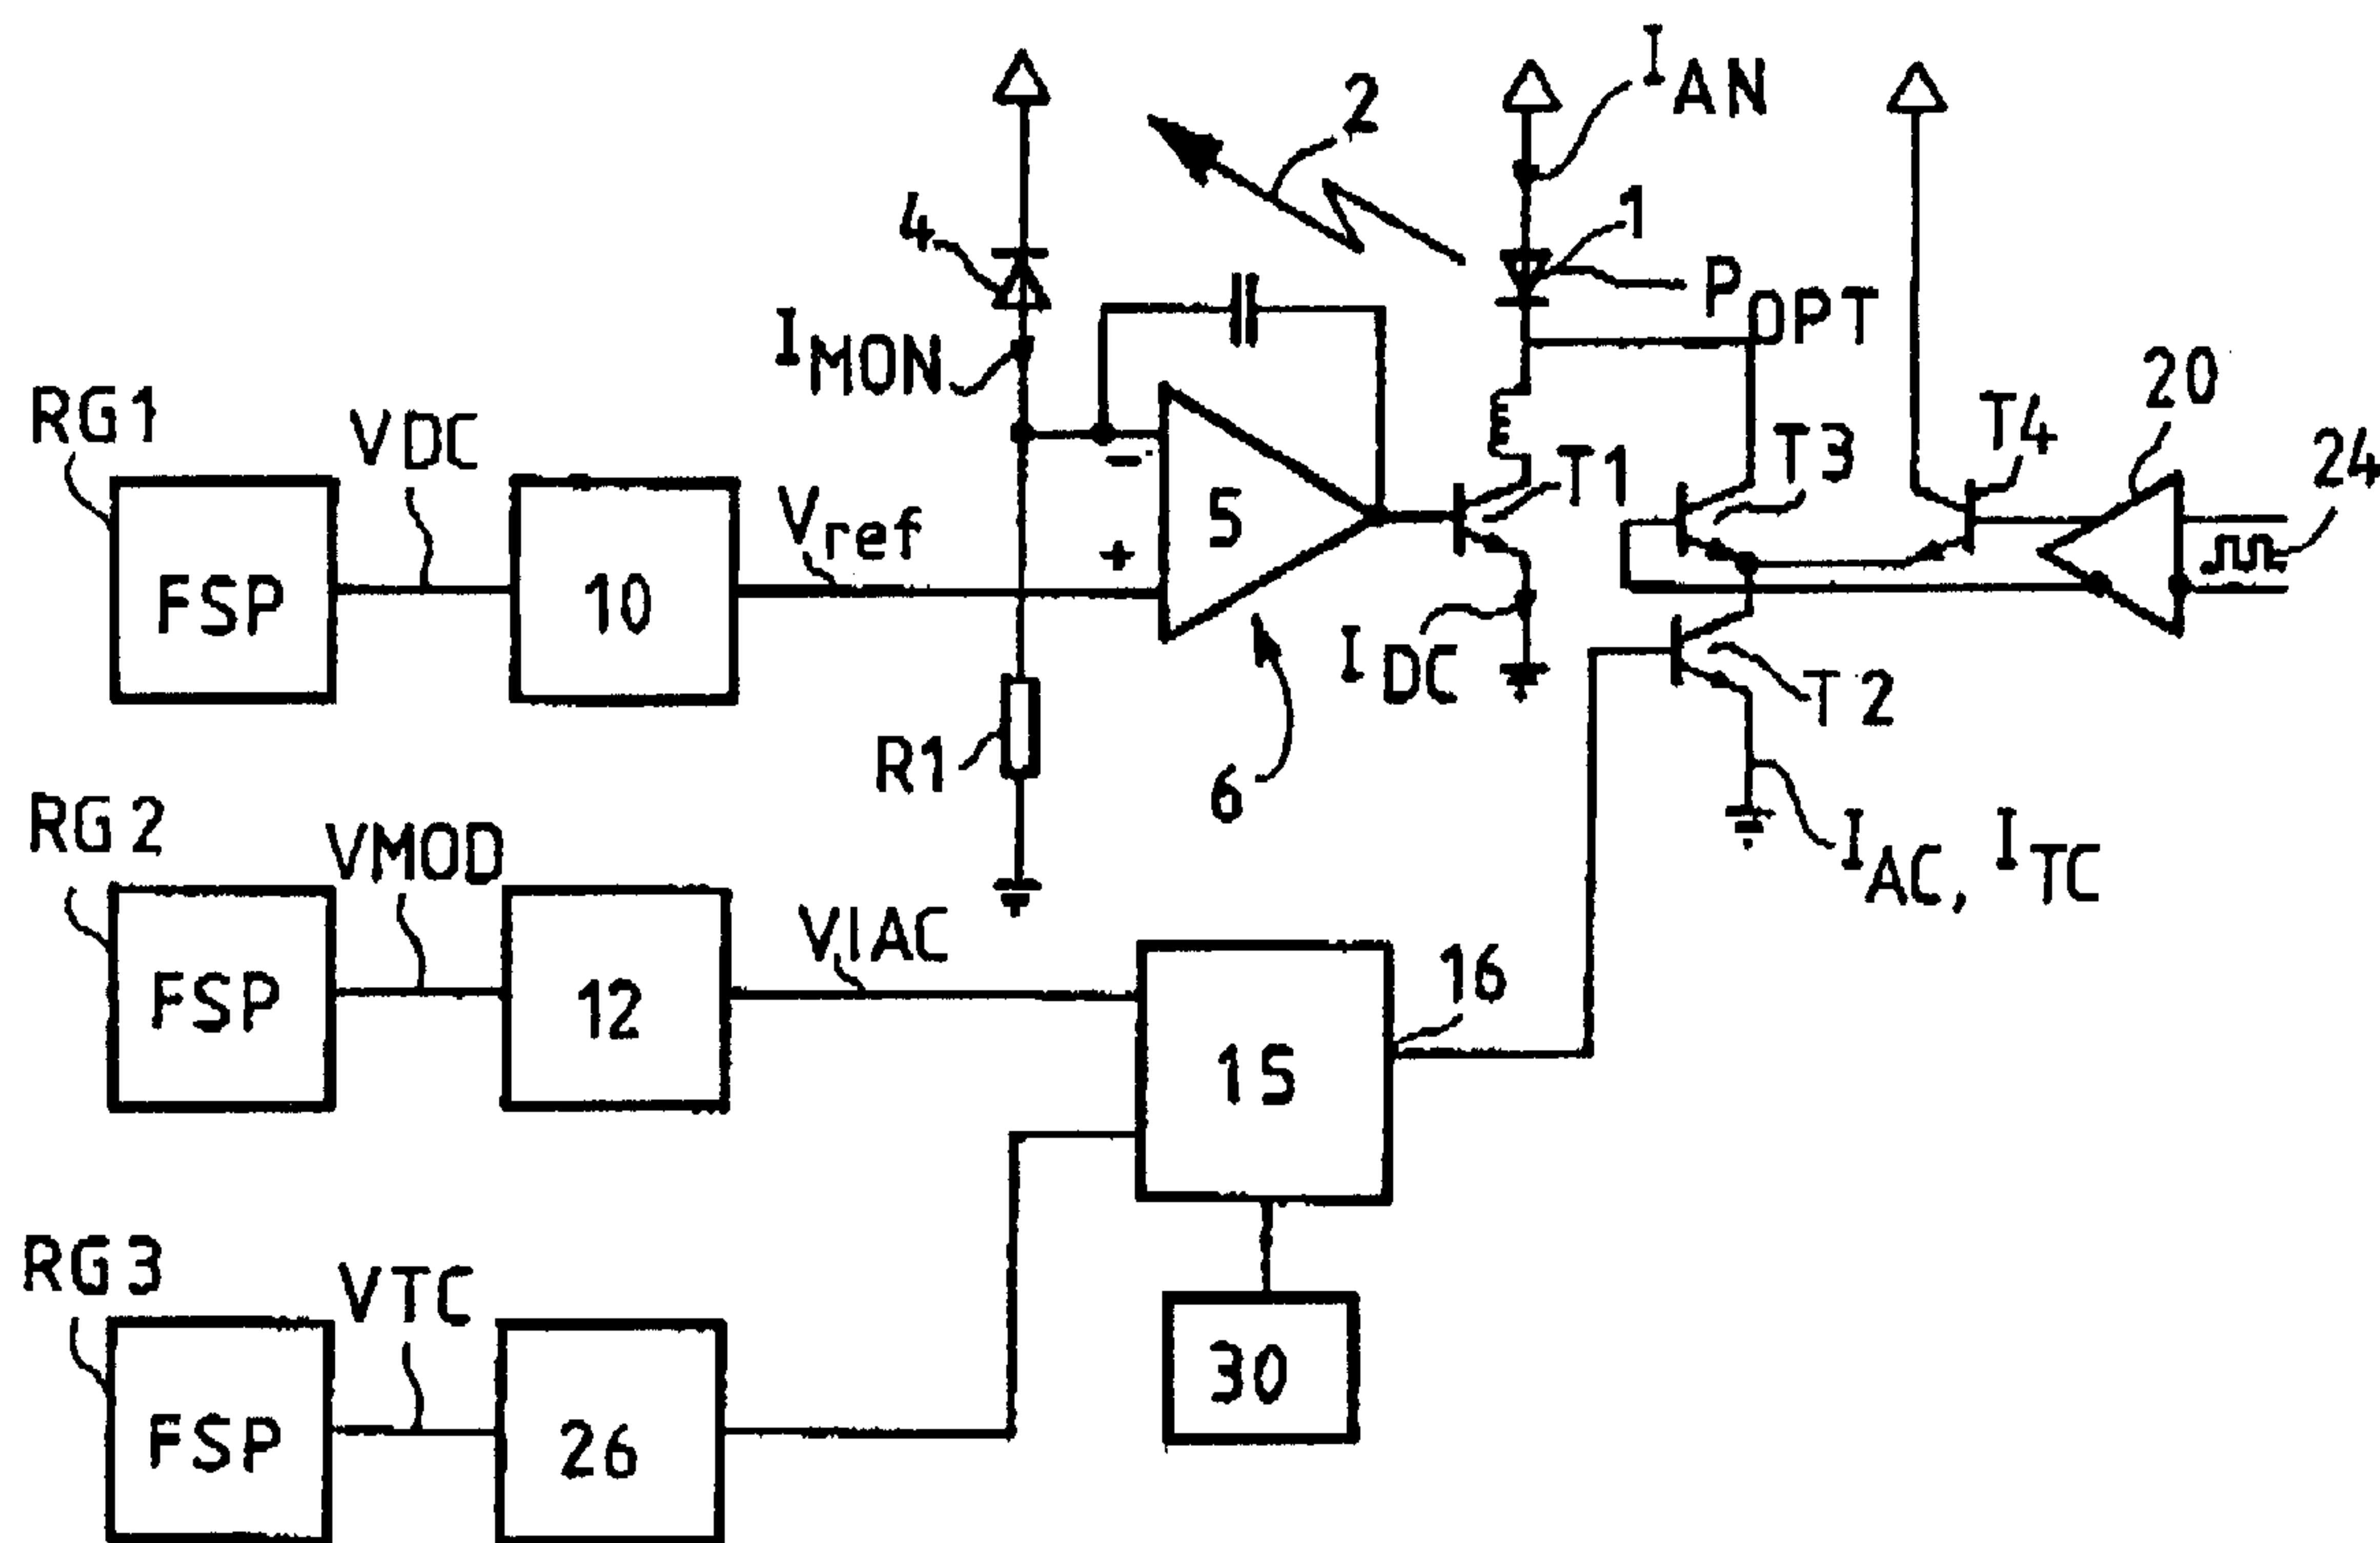 I AN
2
1
4
P OPT
I MON
20
RG1
VDC
T4
24
T3
T1
Vref
-
5
+
FSP
10
I DC
T2
R1
6
RG2
VMOD
I AC, I TC
VIAC
16
FSP
12
15
RG3
VTC
30
FSP
26